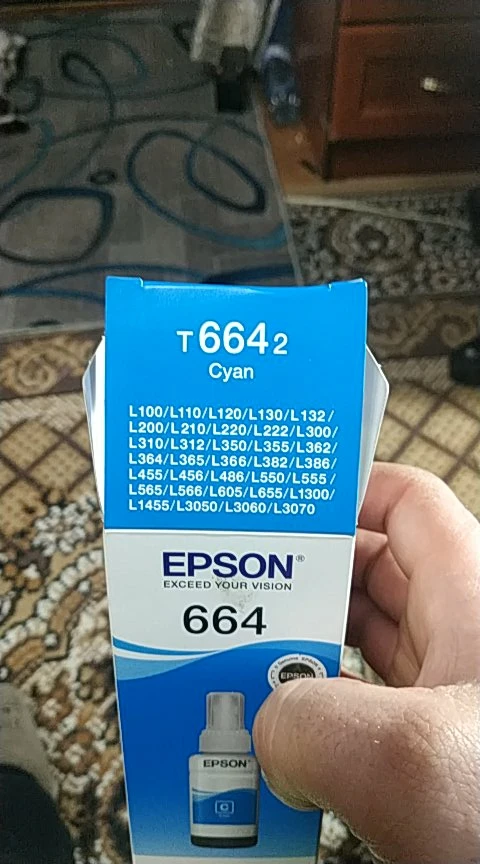 T6642
Cyan
L100/L110/L120/L130/L132/
L200/L210/L220/L222/L300/
L310/L312/L350/L355/L362/
L364/L365/L366/L382/L386/
L455/L456/L486/L550/L555/
L565/L566/L605/L655/L1300/
L1455/L3050/L3060/L3070
EPSON®
EXCEED YOUR VISION
664
EPSON
EPSON
C